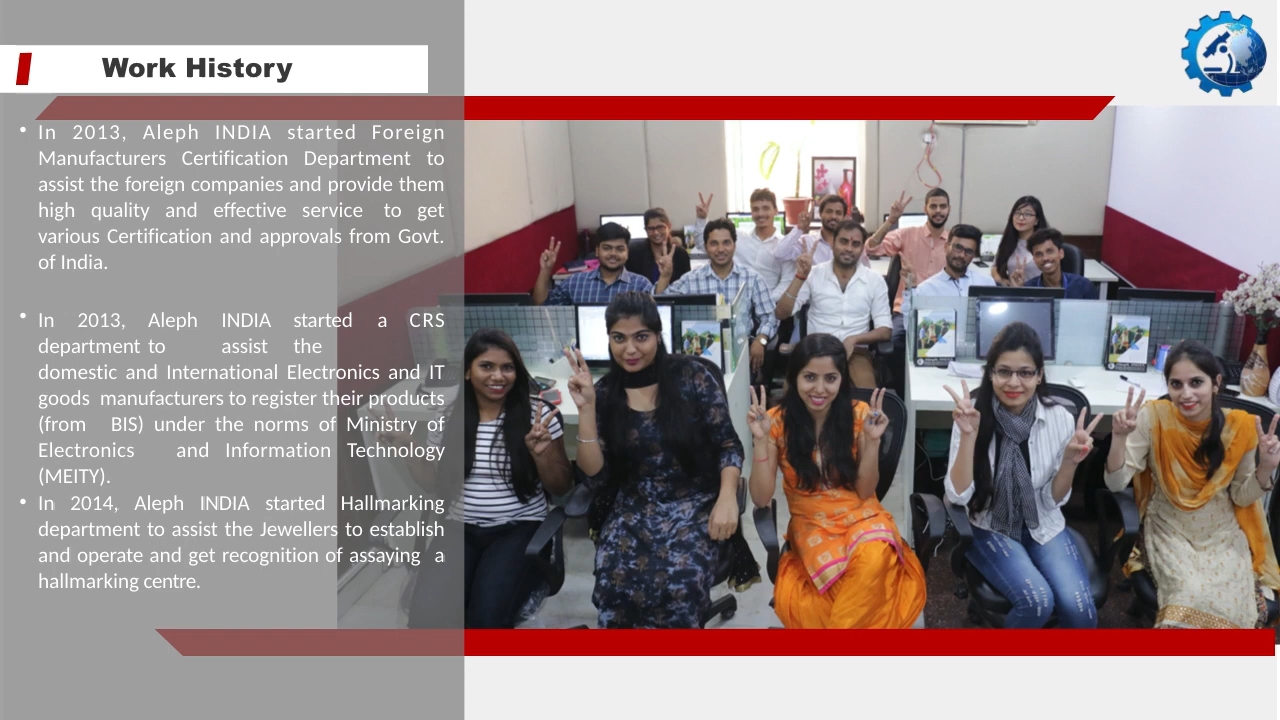 Work History
• In 2013, Aleph INDIA started Foreign
Manufacturers Certification Department to
assist the foreign companies and provide them
high quality and effective service to get
various Certification and approvals from Govt.
of India.
• In 2013, Aleph INDIA started a CRS
department to assist the
domestic and International Electronics and IT
goods manufacturers to register their products
(from BIS) under the norms of Ministry of
Electronics and Information Technology
(MEITY).
• In 2014, Aleph INDIA started Hallmarking
department to assist the Jewellers to establish
and operate and get recognition of assaying a
hallmarking centre.